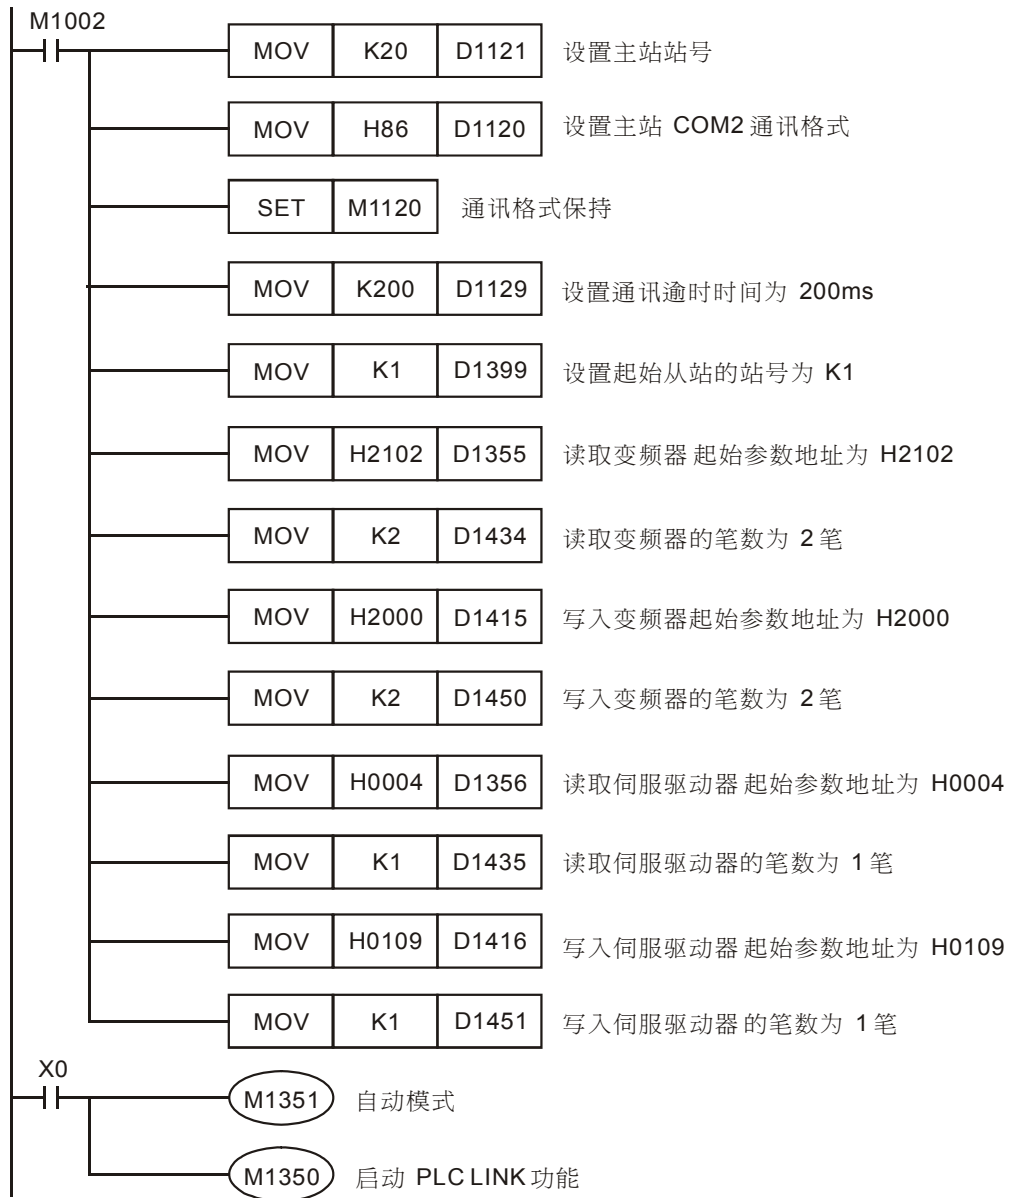 M1002
MOV K20 D1121 设置主站站号
MOV H86 D1120 设置主站 COM2 通讯格式
SET M1120 通讯格式保持
MOV K200 D1129 设置通讯逾时时间为 200ms
MOV K1 D1399 设置起始从站的站号为 K1
MOV H2102 D1355 读取变频器 起始参数地址为 H2102
MOV K2 D1434 读取变频器的笔数为 2 笔
MOV H2000 D1415 写入变频器起始参数地址为 H2000
MOV K2 D1450 写入变频器的笔数为 2 笔
MOV H0004 D1356 读取伺服驱动器 起始参数地址为 H0004
MOV K1 D1435 读取伺服驱动器的笔数为 1 笔
MOV H0109 D1416 写入伺服驱动器 起始参数地址为 H0109
MOV K1 D1451 写入伺服驱动器 的笔数为 1 笔
X0
M1351 自动模式
M1350 启动 PLC LINK 功能